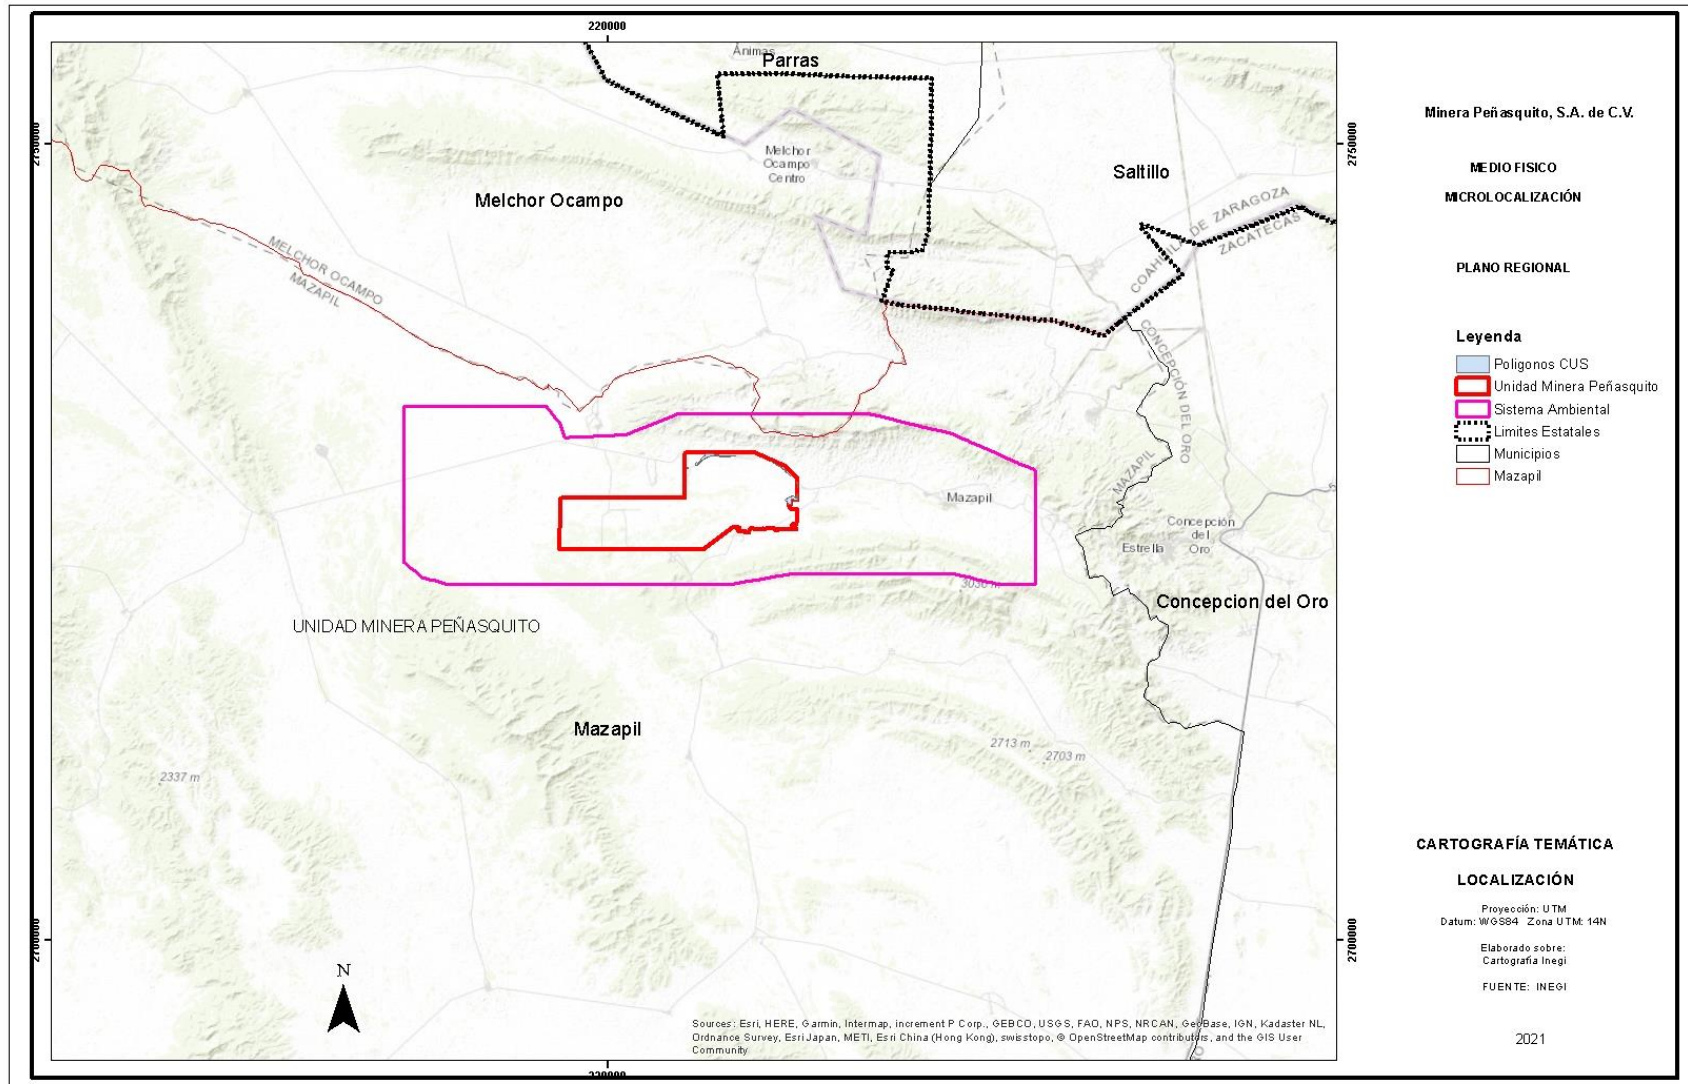 220000
Ánimas
Parras
2750000
2750000
Melchor
Ocampo
Centro
Melchor Ocampo
Saltillo
COAHUILA DE ZARAGOZA
ZACATECAS
MELCHOR OCAMPO
MAZAPIL
CONCEPCIÓN DEL ORO
MAZAPIL
Mazapil
Concepción
del
Oro
Estrella
3030 m
Concepcion del Oro
UNIDAD MINERA PEÑASQUITO
Mazapil
2713 m
2703 m
2337 m
2700000
2700000
N
Sources: Esri, HERE, Garmin, Intermap, increment P Corp., GEBCO, USGS, FAO, NPS, NRCAN, GeoBase, IGN, Kadaster NL,
Ordnance Survey, Esri Japan, METI, Esri China (Hong Kong), swisstopo, © OpenStreetMap contributors, and the GIS User
Community
220000
Minera Peñasquito, S.A. de C.V.
MEDIO FISICO
MICROLOCALIZACIÓN
PLANO REGIONAL
Leyenda
Poligonos CUS
Unidad Minera Peñasquito
Sistema Ambiental
Limites Estatales
Municipios
Mazapil
CARTOGRAFÍA TEMÁTICA
LOCALIZACIÓN
Proyección: UTM
Datum: WGS84 Zona UTM: 14N
Elaborado sobre:
Cartografia Inegi
FUENTE: INEGI
2021